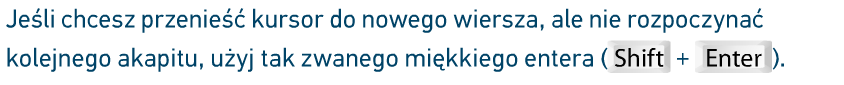 Jeśli chcesz przenieść kursor do nowego wiersza, ale nie rozpoczynać
kolejnego akapitu, użyj tak zwanego miękkiego entera (Shift + Enter).